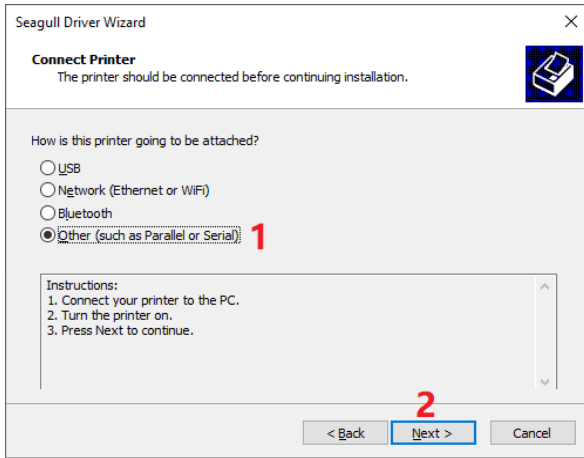 Seagull Driver Wizard
Connect Printer
The printer should be connected before continuing installation.
How is this printer going to be attached?
USB
Network (Ethernet or WiFi)
Bluetooth
Other (such as Parallel or Serial) 1
Instructions:
1. Connect your printer to the PC.
2. Turn the printer on.
3. Press Next to continue.
2
< Back Next > Cancel